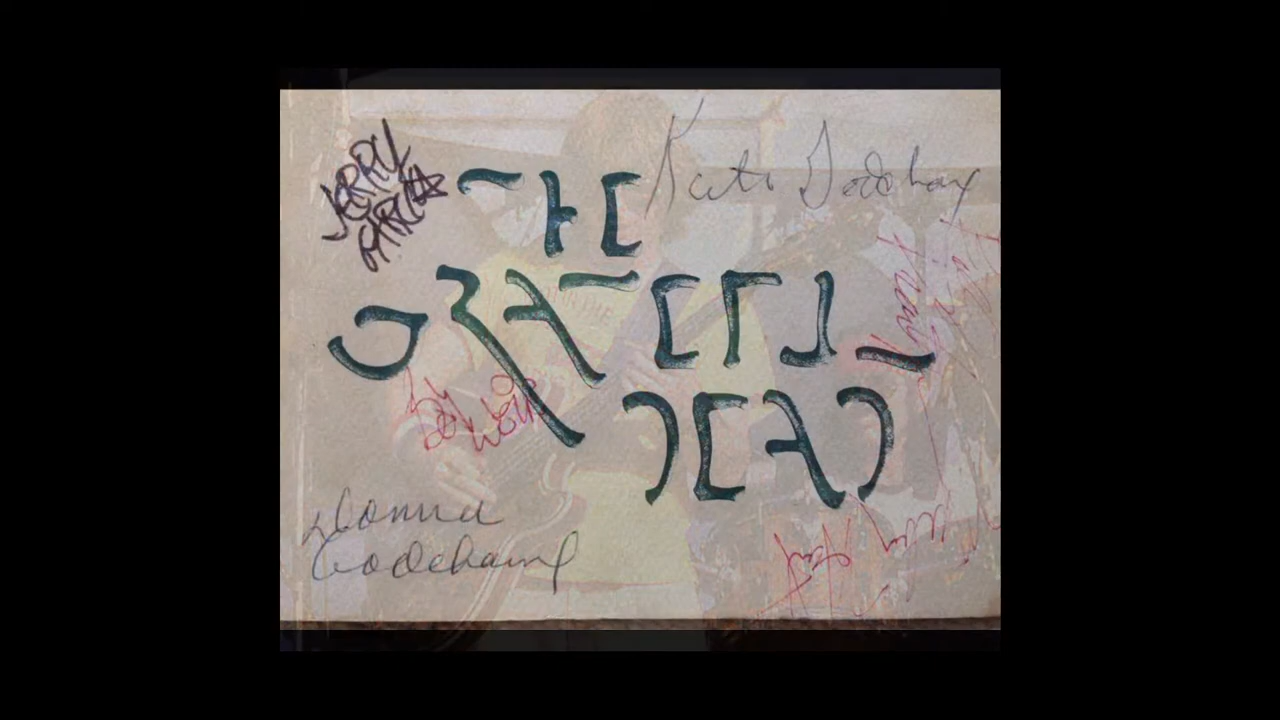 JERRY
GARCIA
Keith Godchaux
THE
GRATEFUL
DEAD
Bob
Weir
Donna
Godchaux